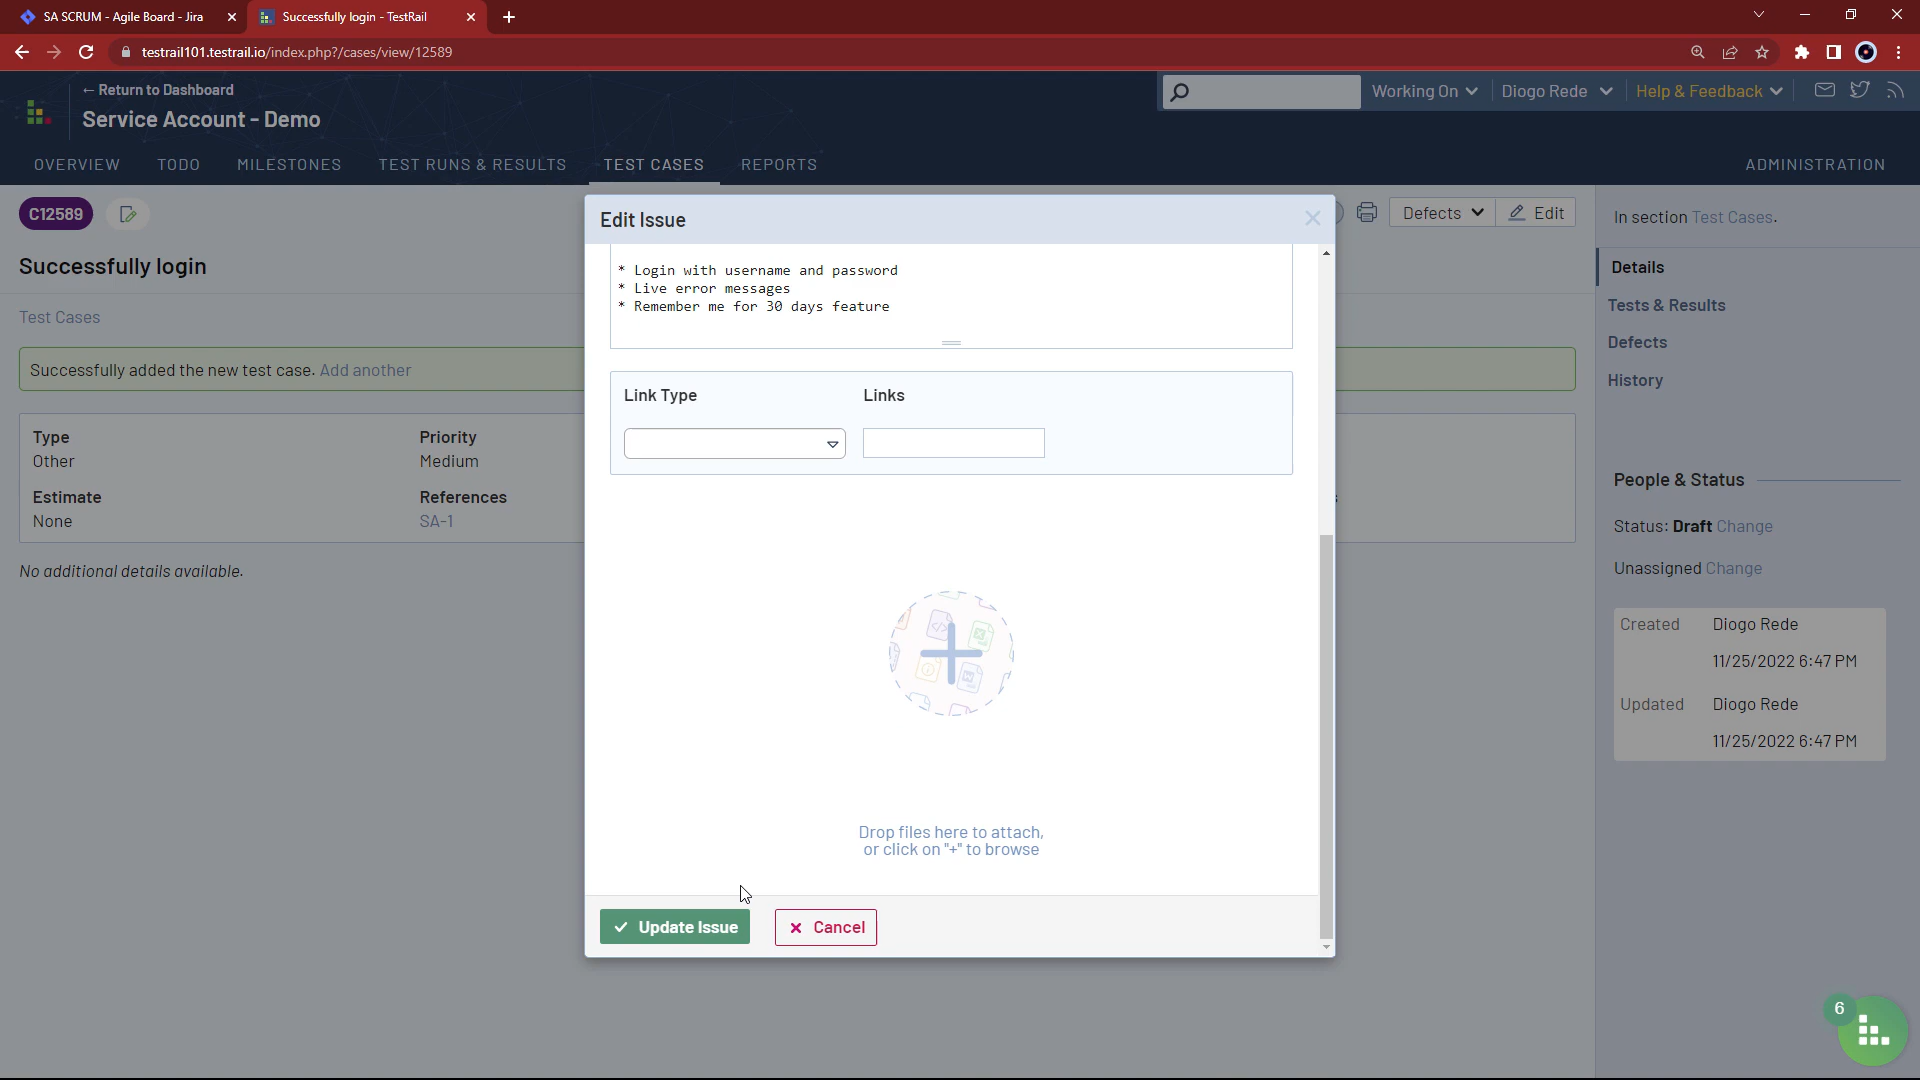 SA SCRUM - Agile Board - Jira
Successfully login - TestRail
testrail101.testrail.io/index.php?/cases/view/12589
← Return to Dashboard
Service Account - Demo
Working On
Diogo Rede
Help & Feedback
OVERVIEW
TODO
MILESTONES
TEST RUNS & RESULTS
TEST CASES
REPORTS
ADMINISTRATION
C12589
Defects
Edit
Successfully login
Test Cases
Successfully added the new test case. Add another
Type
Other
Priority
Medium
Estimate
None
References
SA-1
No additional details available.
Edit Issue
* Login with username and password
* Live error messages
* Remember me for 30 days feature
Link Type
Links
Drop files here to attach,
or click on "+" to browse
Update Issue
Cancel
In section Test Cases.
Details
Tests & Results
Defects
History
People & Status
Status: Draft Change
Unassigned Change
Created
Diogo Rede
11/25/2022 6:47 PM
Updated
Diogo Rede
11/25/2022 6:47 PM
6